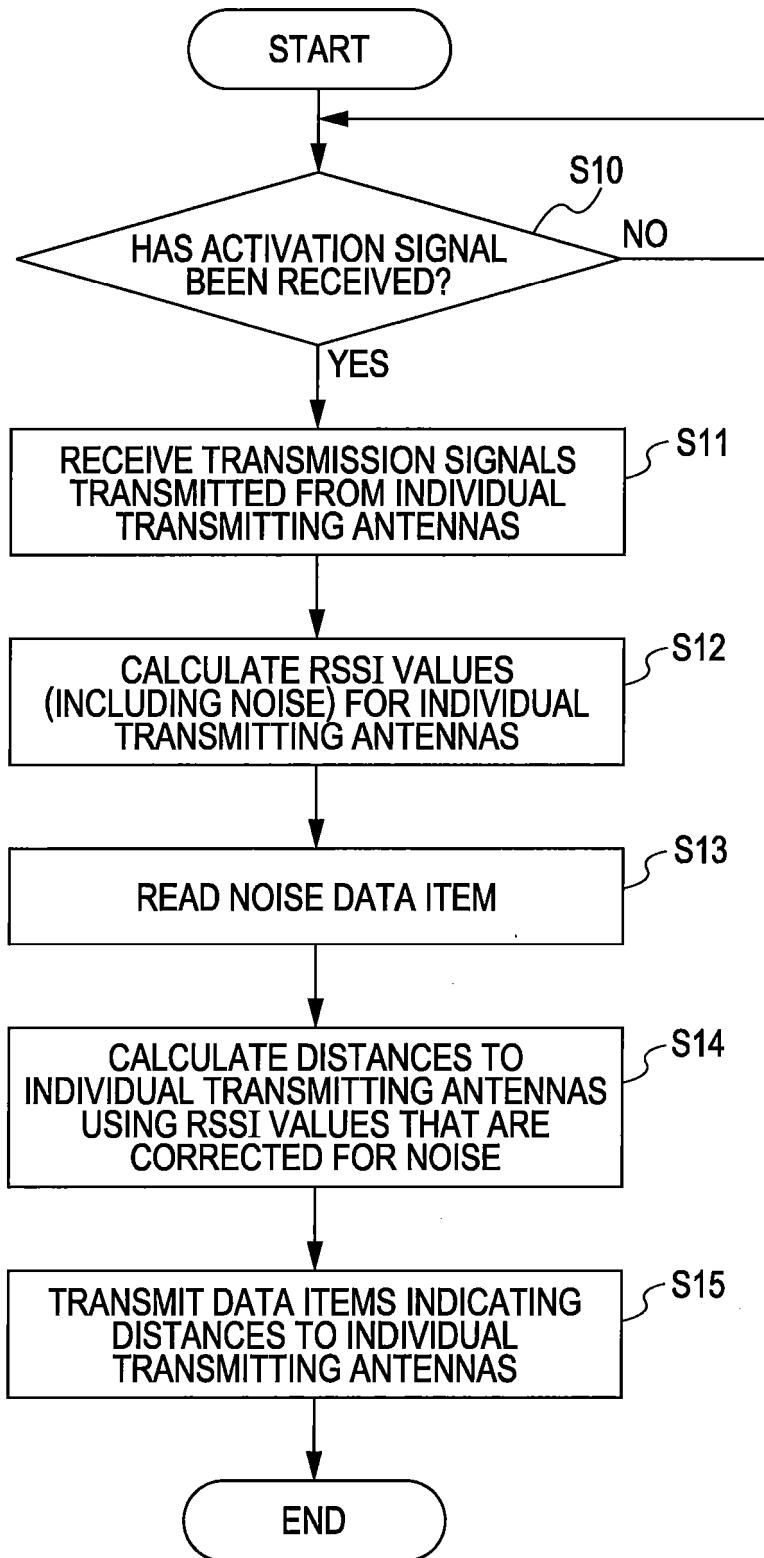 START
S10
HAS ACTIVATION SIGNAL
BEEN RECEIVED?
NO
YES
S11
RECEIVE TRANSMISSION SIGNALS
TRANSMITTED FROM INDIVIDUAL
TRANSMITTING ANTENNAS
S12
CALCULATE RSSI VALUES
(INCLUDING NOISE) FOR INDIVIDUAL
TRANSMITTING ANTENNAS
S13
READ NOISE DATA ITEM
S14
CALCULATE DISTANCES TO
INDIVIDUAL TRANSMITTING ANTENNAS
USING RSSI VALUES THAT ARE
CORRECTED FOR NOISE
S15
TRANSMIT DATA ITEMS INDICATING
DISTANCES TO INDIVIDUAL
TRANSMITTING ANTENNAS
END